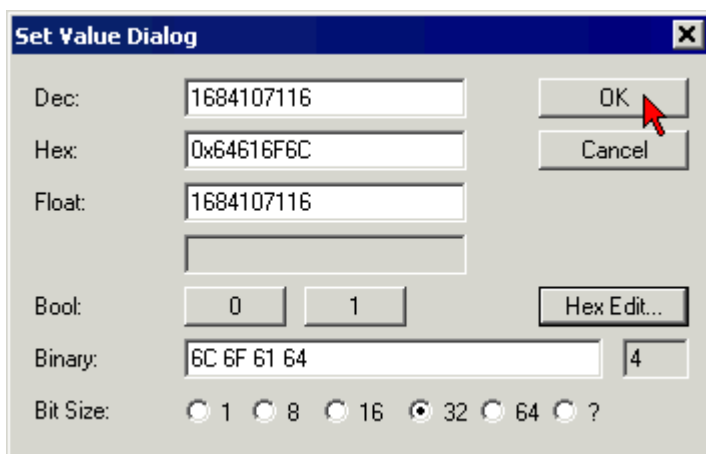 Set Value Dialog
Dec: 1684107116 OK
Hex: 0x64616F6C Cancel
Float: 1684107116
Bool: 0 1 Hex Edit...
Binary: 6C 6F 61 64 4
Bit Size: 1 8 16 32 64 ?